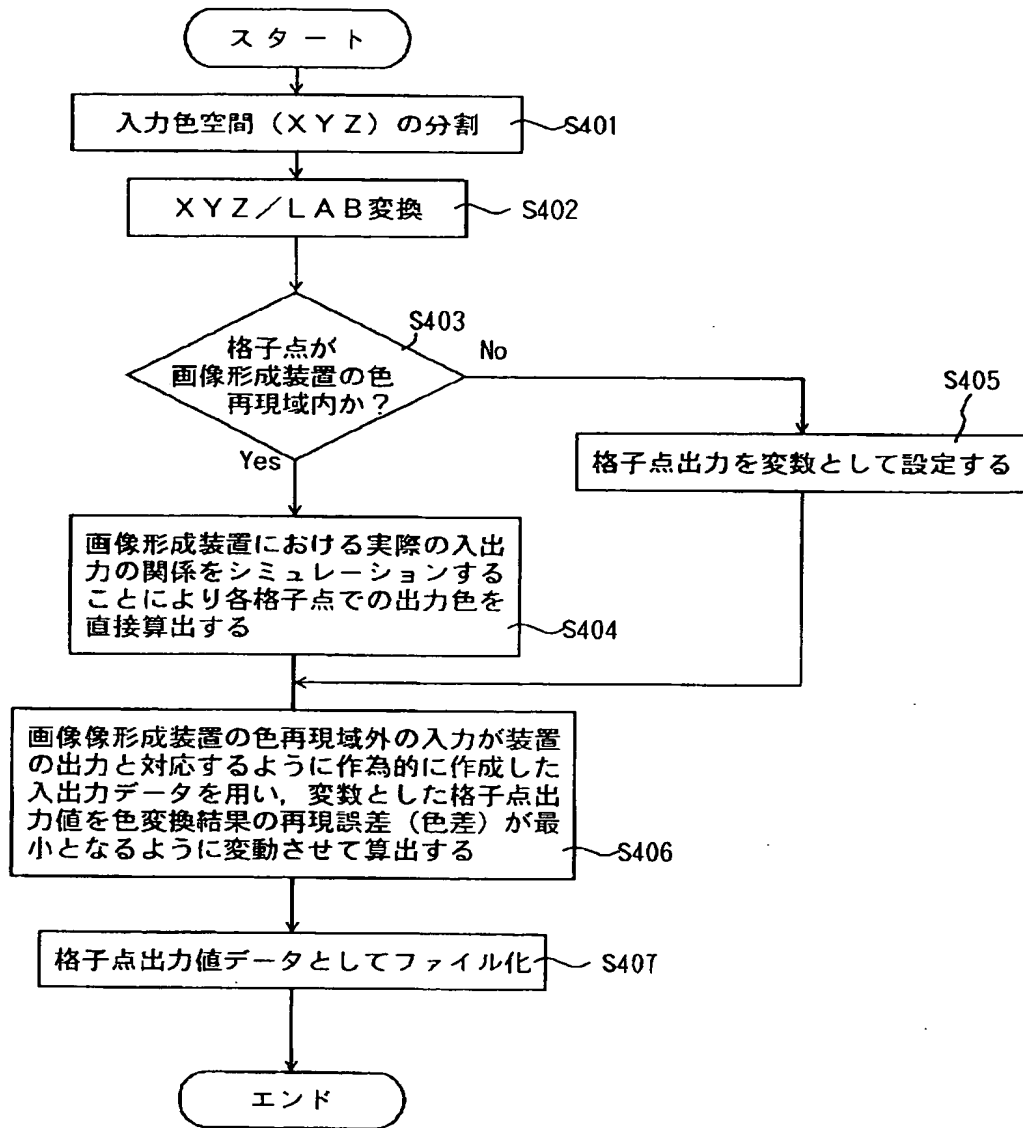 スタート
入力色空間(XYZ)の分割
S401
XYZ/LAB変換
S402
S403
格子点が
画像形成装置の色
再現域内か?
No
Yes
S405
格子点出力を変数として設定する
画像形成装置における実際の入出
力の関係をシミュレーションする
ことにより各格子点での出力色を
直接算出する
S404
画像像形成装置の色再現域外の入力が装置
の出力と対応するように作為的に作成した
入出力データを用い,変数とした格子点出
力値を色変換結果の再現誤差(色差)が最
小となるように変動させて算出する
S406
格子点出力値データとしてファイル化
S407
エンド